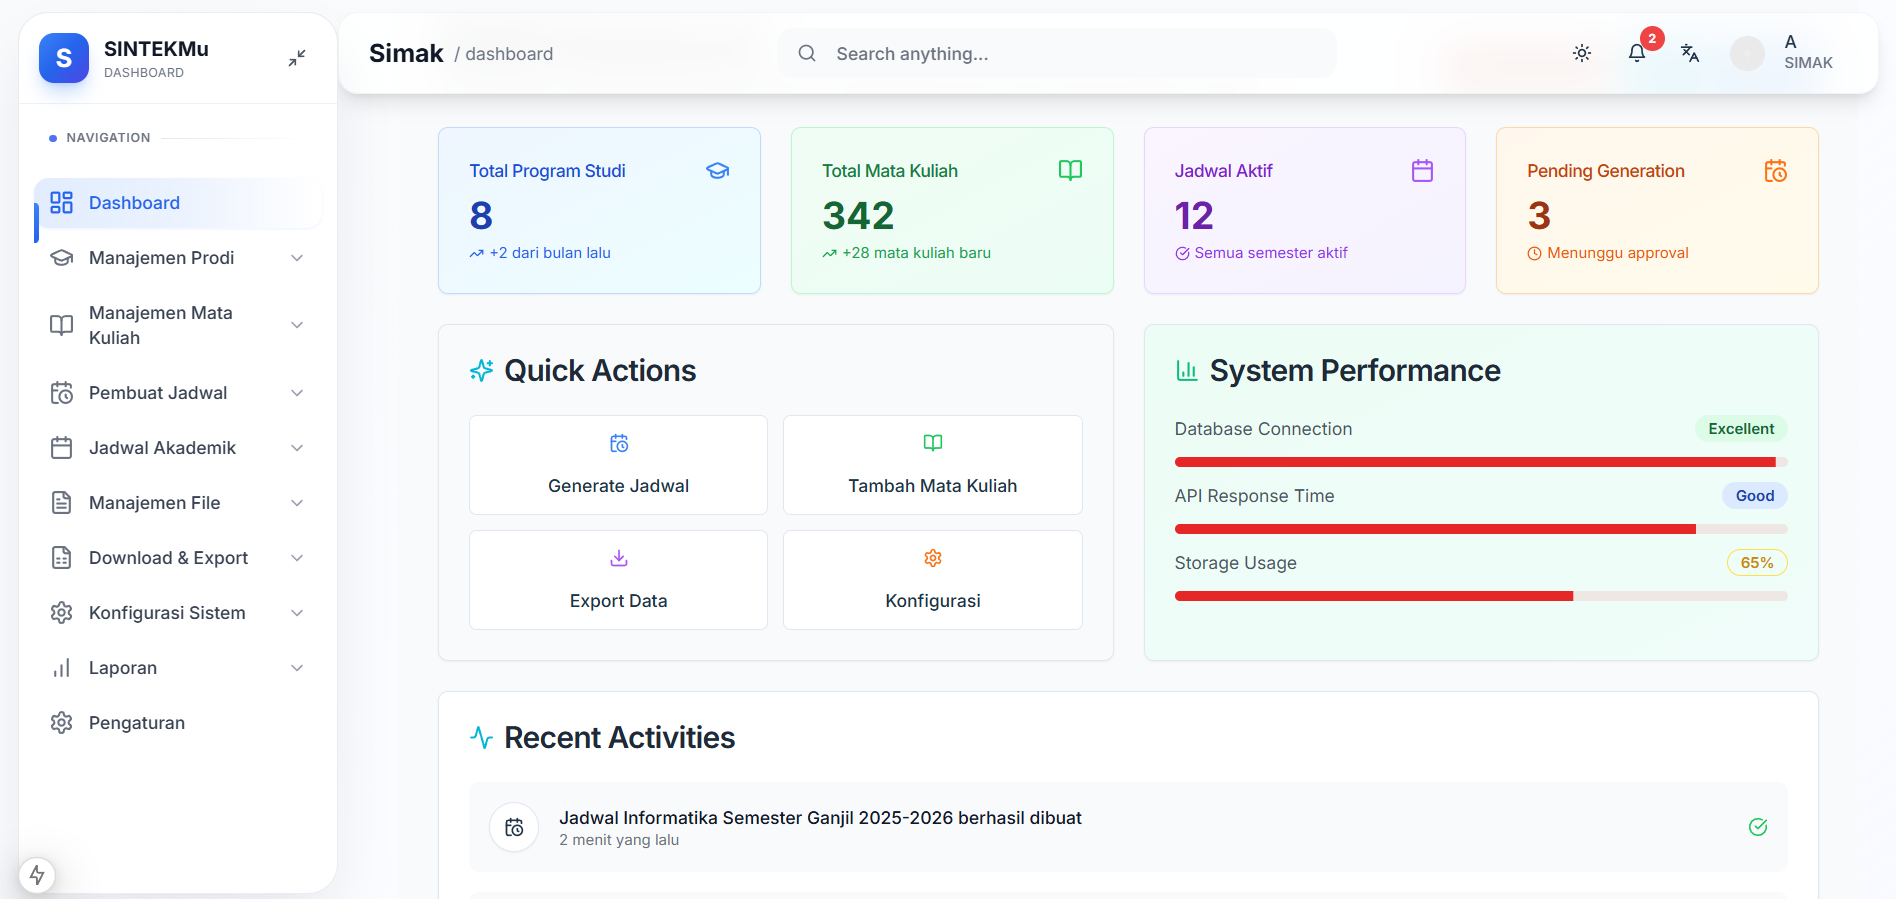 S
SINTEKMu
DASHBOARD
NAVIGATION
Dashboard
Manajemen Prodi
Manajemen Mata
Kuliah
Pembuat Jadwal
Jadwal Akademik
Manajemen File
Download & Export
Konfigurasi Sistem
Laporan
Pengaturan
Simak / dashboard
Search anything...
2
A
SIMAK
Total Program Studi
8
+2 dari bulan lalu
Total Mata Kuliah
342
+28 mata kuliah baru
Jadwal Aktif
12
Semua semester aktif
Pending Generation
3
Menunggu approval
Quick Actions
Generate Jadwal
Tambah Mata Kuliah
Export Data
Konfigurasi
System Performance
Database Connection
Excellent
API Response Time
Good
Storage Usage
65%
Recent Activities
Jadwal Informatika Semester Ganjil 2025-2026 berhasil dibuat
2 menit yang lalu